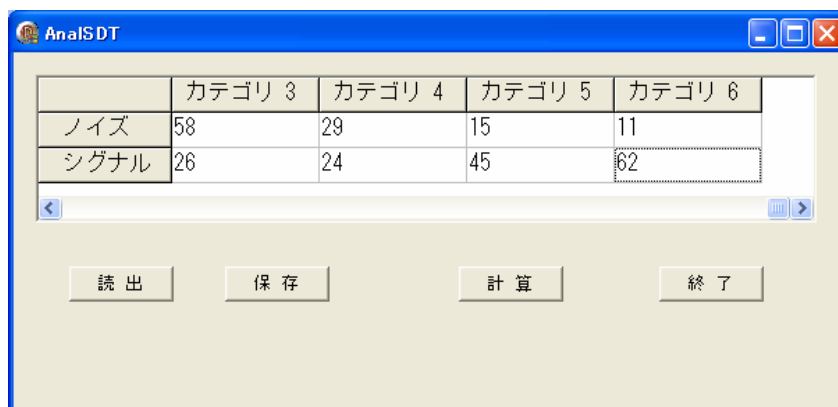 AnalSDT
カテゴリ 3 カテゴリ 4 カテゴリ 5 カテゴリ 6
ノイズ 58 29 15 11
シグナル 26 24 45 62
読 出 保 存 計 算 終 了